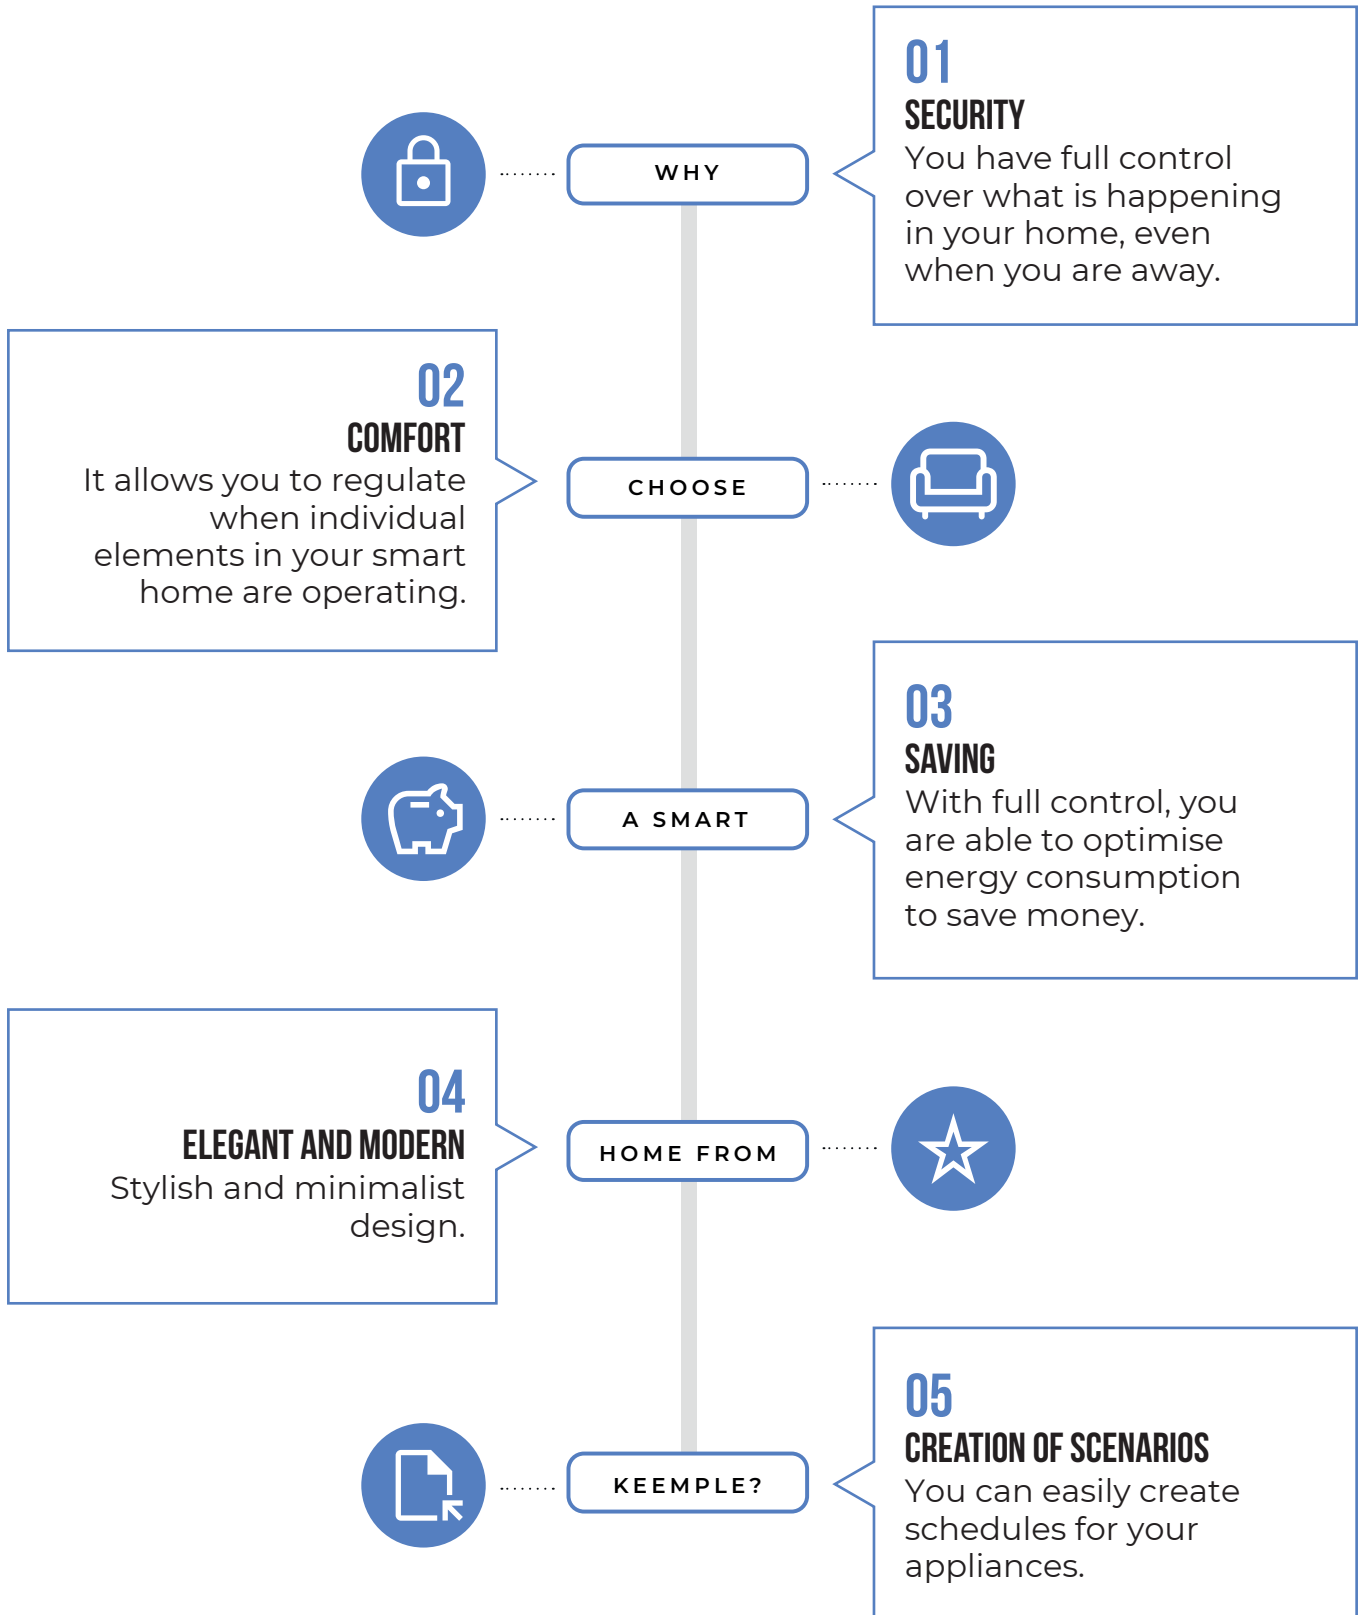 WHY
01
SECURITY
You have full control
over what is happening
in your home, even
when you are away.
02
COMFORT
It allows you to regulate
when individual
elements in your smart
home are operating.
CHOOSE
A SMART
03
SAVING
With full control, you
are able to optimise
energy consumption
to save money.
04
ELEGANT AND MODERN
Stylish and minimalist
design.
HOME FROM
KEEMPLE?
05
CREATION OF SCENARIOS
You can easily create
schedules for your
appliances.